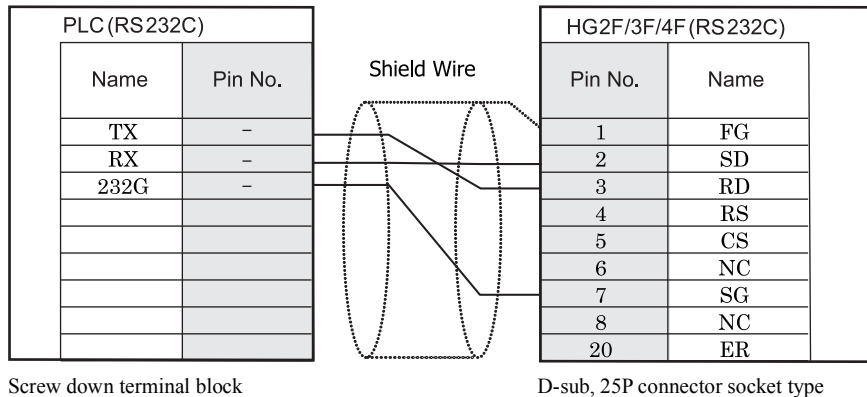 PLC (RS232C) HG2F/3F/4F (RS232C)
Name Pin No. Shield Wire Pin No. Name
TX – 1 FG
RX – 2 SD
232G – 3 RD
4 RS
5 CS
6 NC
7 SG
8 NC
20 ER
Screw down terminal block D-sub, 25P connector socket type